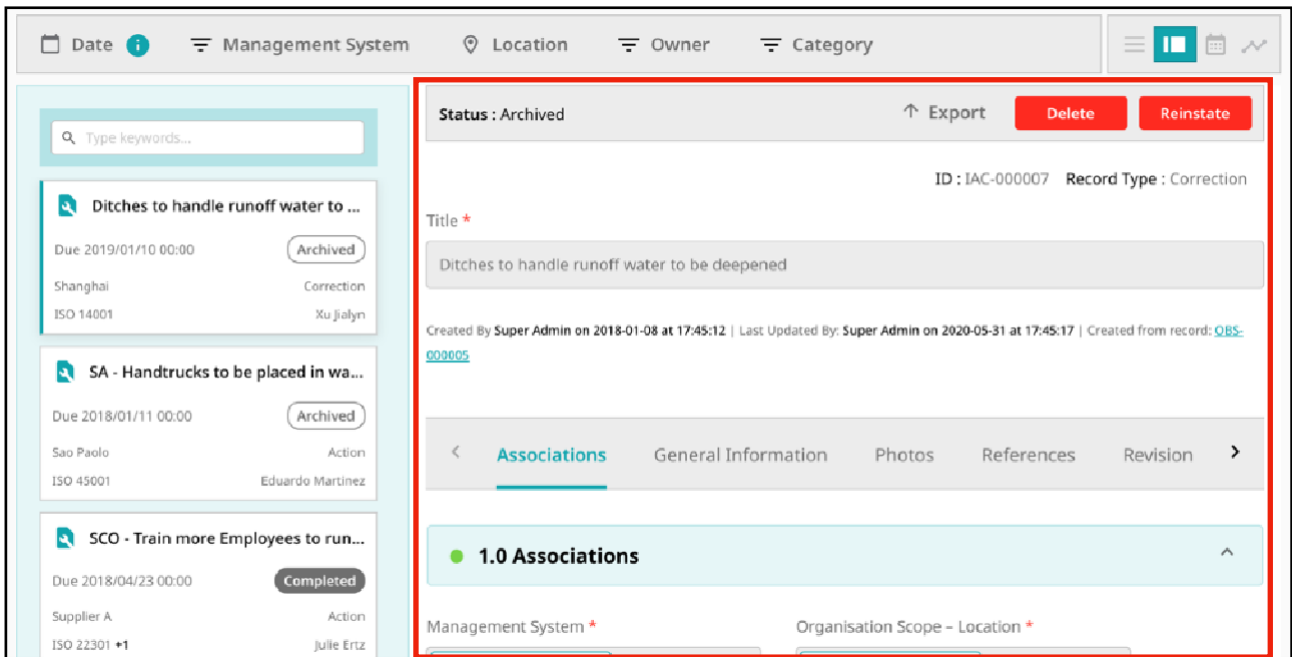 Date i Management System Location Owner Category
Type keywords...
Ditches to handle runoff water to ...
Due 2019/01/10 00:00 Archived
Shanghai Correction
ISO 14001 Xu Jialyn
SA - Handtrucks to be placed in wa...
Due 2018/01/11 00:00 Archived
Sao Paolo Action
ISO 45001 Eduardo Martinez
SCO - Train more Employees to run...
Due 2018/04/23 00:00 Completed
Supplier A Action
ISO 22301 +1 Julie Ertz
Status : Archived Export Delete Reinstate
ID : IAC-000007 Record Type : Correction
Title *
Ditches to handle runoff water to be deepened
Created By Super Admin on 2018-01-08 at 17:45:12 | Last Updated By: Super Admin on 2020-05-31 at 17:45:17 | Created from record: OBS-
000005
Associations General Information Photos References Revision
1.0 Associations
Management System * Organisation Scope – Location *